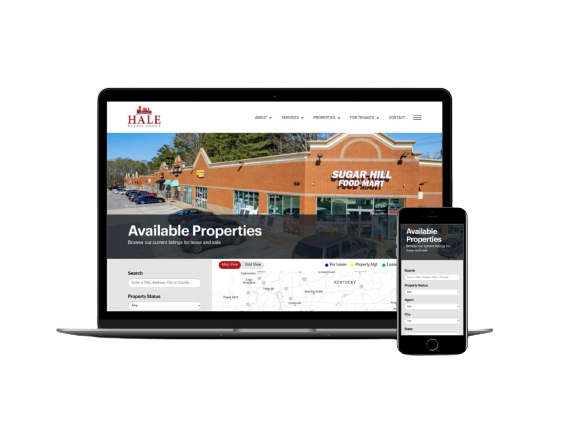 HALE
RETAIL GROUP
ABOUT
SERVICES
PROPERTIES
FOR TENANTS
CONTACT
SUGAR HILL
FOOD MART
Available Properties
Browse our current listings for lease and sale
Map View
Grid View
For Lease
Property Mgt
Lease
Search
Enter a Title, Address, City or County...
Property Status
Any
KENTUCKY
Available
Properties
Browse our current listings for
lease and sale
Search
Enter a Title, Address, City or County...
Property Status
Any
Agent
Any
City
Any
State